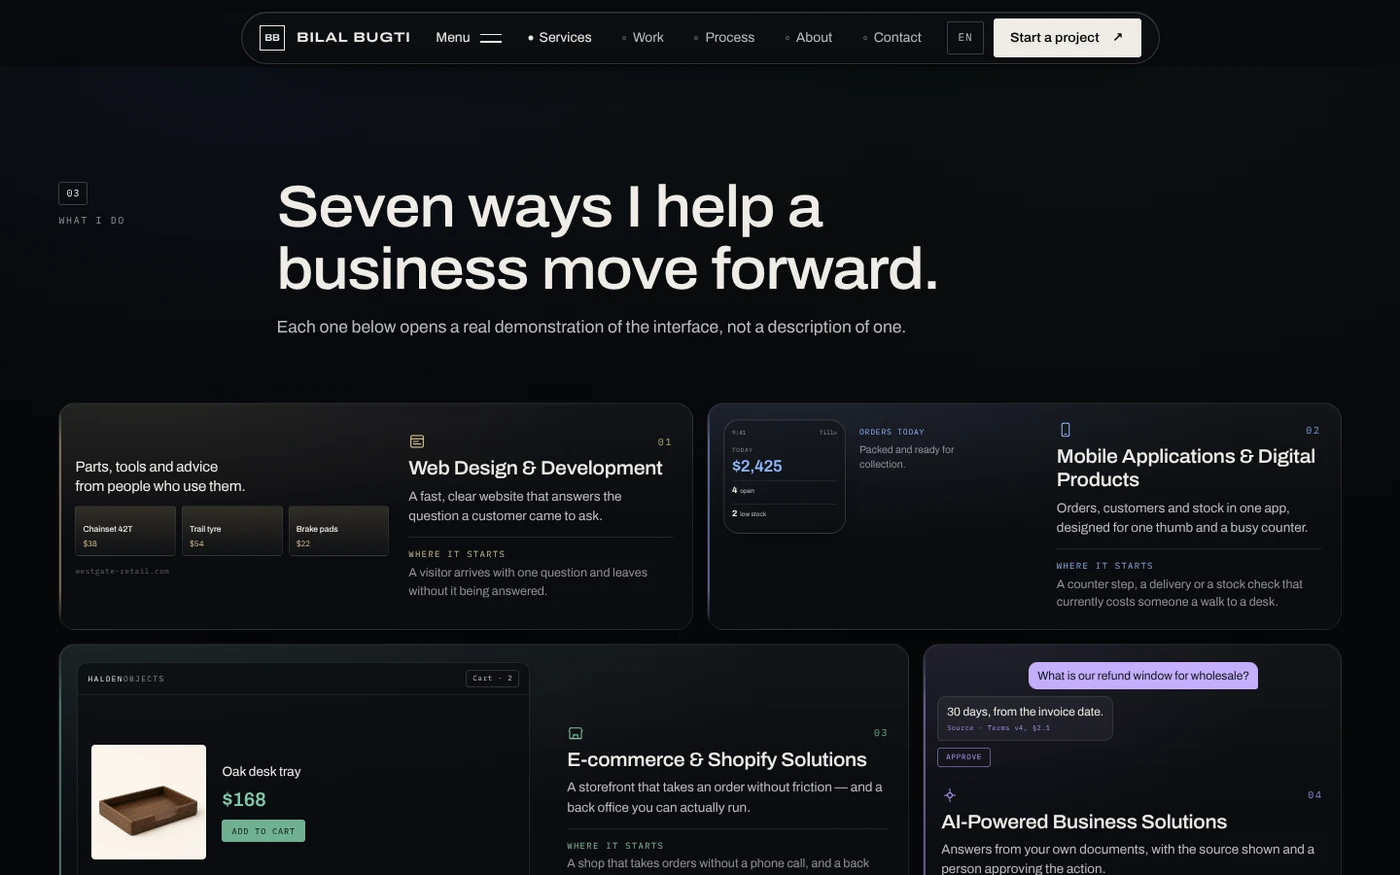 BB BILAL BUGTI Menu Services Work Process About Contact EN Start a project ↗
03
WHAT I DO
Seven ways I help a
business move forward.
Each one below opens a real demonstration of the interface, not a description of one.
Parts, tools and advice
from people who use them.
Chainset 42T
$38
Trail tyre
$54
Brake pads
$22
westgate-retail.com
01
Web Design & Development
A fast, clear website that answers the
question a customer came to ask.
WHERE IT STARTS
A visitor arrives with one question and leaves
without it being answered.
9:41
TODAY
$2,425
4 open
2 low stock
ORDERS TODAY
Packed and ready for
collection.
02
Mobile Applications & Digital
Products
Orders, customers and stock in one app,
designed for one thumb and a busy counter.
WHERE IT STARTS
A counter step, a delivery or a stock check that
currently costs someone a walk to a desk.
HALDENOBJECTS
Cart · 2
Oak desk tray
$168
ADD TO CART
03
E-commerce & Shopify Solutions
A storefront that takes an order without friction — and a
back office you can actually run.
WHERE IT STARTS
A shop that takes orders without a phone call, and a back
What is our refund window for wholesale?
30 days, from the invoice date.
Source · Terms v4, §2.1
APPROVE
04
AI-Powered Business Solutions
Answers from your own documents, with the source shown and a
person approving the action.